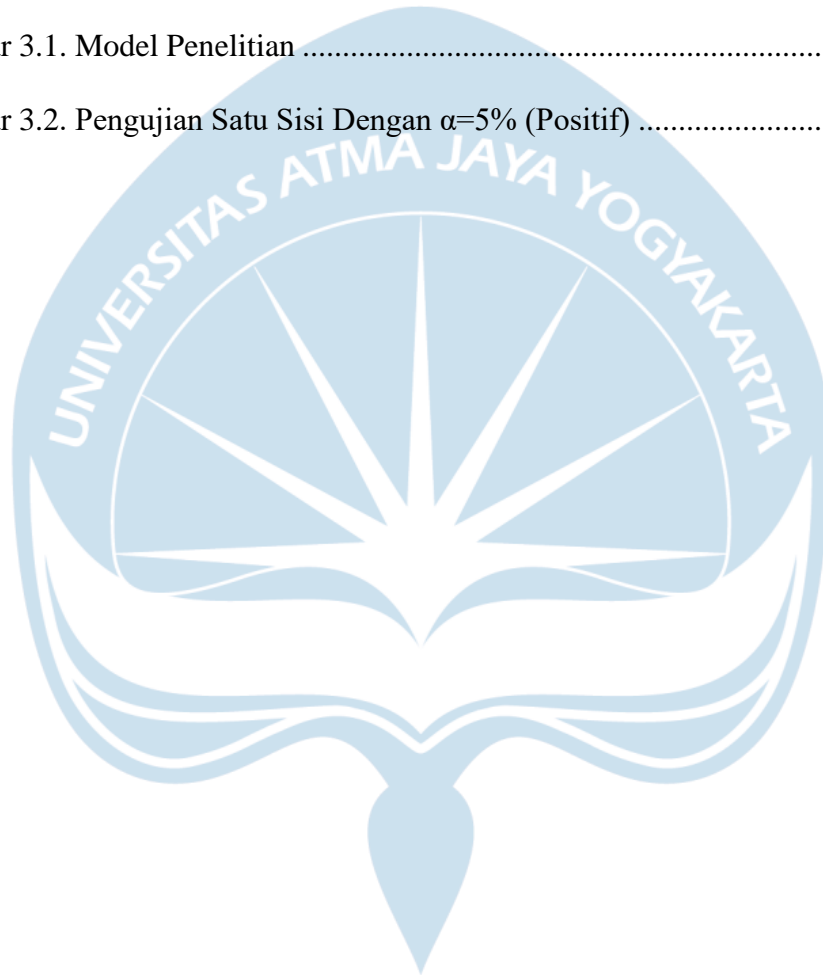 r 3.1. Model Penelitian .................................................................
r 3.2. Pengujian Satu Sisi Dengan α=5% (Positif) .......................
UNIVERSITAS ATMA JAYA YOGYAKARTA